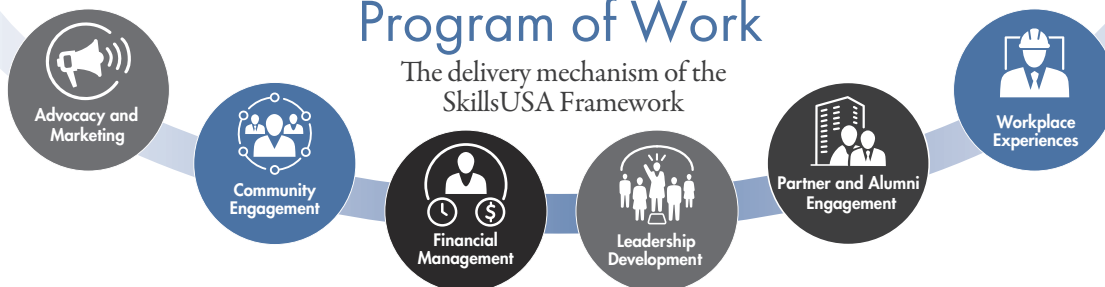 Program of Work
The delivery mechanism of the
SkillsUSA Framework
Advocacy and
Marketing
Community
Engagement
Financial
Management
Leadership
Development
Partner and Alumni
Engagement
Workplace
Experiences